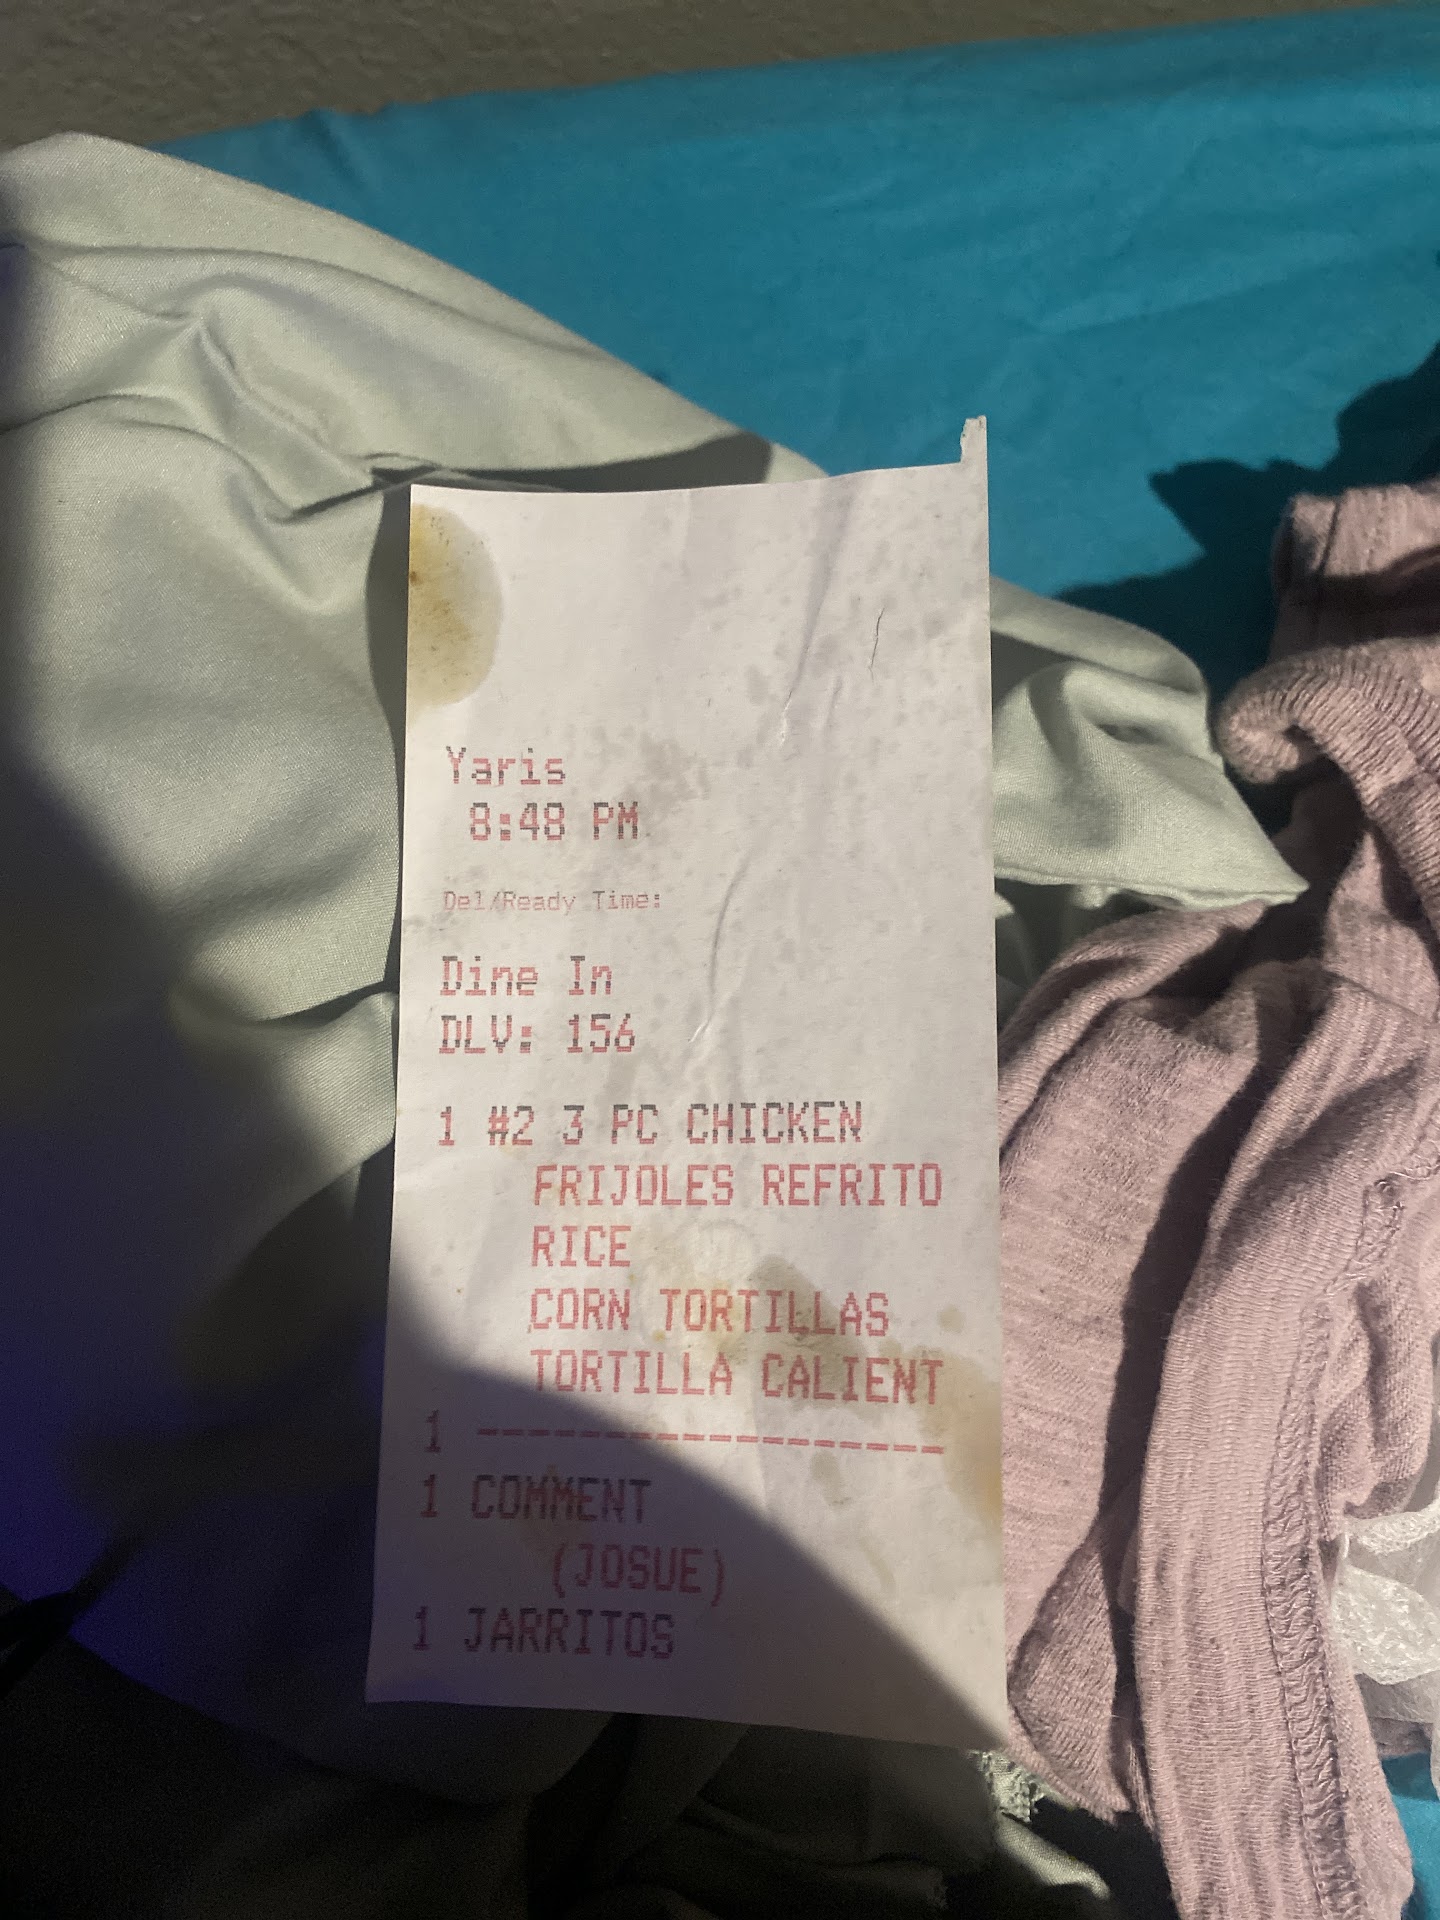 Yaris
8:48 PM
Del/Ready Time:
Dine In
DLV: 156
1 #2 3 PC CHICKEN
FRIJOLES REFRITO
RICE
CORN TORTILLAS
TORTILLA CALIENT
1 ------------------
1 COMMENT
(JOSUE)
1 JARRITOS